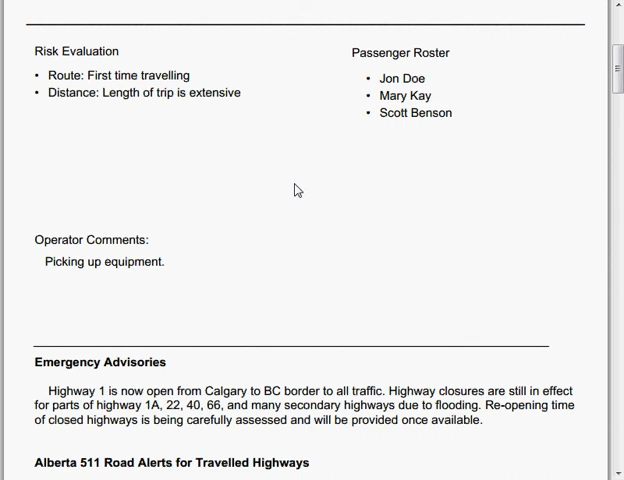 Risk Evaluation
• Route: First time travelling
• Distance: Length of trip is extensive
Passenger Roster
• Jon Doe
• Mary Kay
• Scott Benson
Operator Comments:
Picking up equipment.
Emergency Advisories
Highway 1 is now open from Calgary to BC border to all traffic. Highway closures are still in effect
for parts of highway 1A, 22, 40, 66, and many secondary highways due to flooding. Re-opening time
of closed highways is being carefully assessed and will be provided once available.
Alberta 511 Road Alerts for Travelled Highways